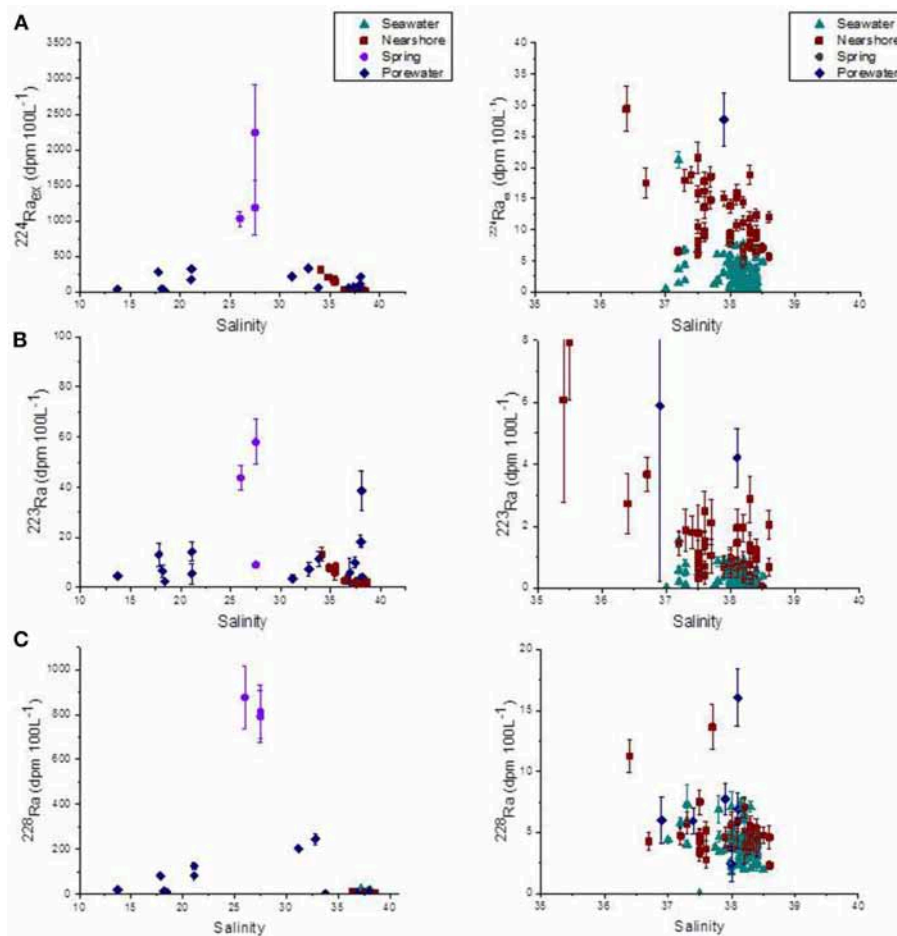 A
Seawater
Nearshore
Spring
Porewater
²²⁴Raₑₓ (dpm 100L⁻¹)
3500
3000
2500
2000
1500
1000
500
0
10 15 20 25 30 35 40
Salinity
Seawater
Nearshore
Spring
Porewater
²²⁴Raₑ (dpm 100L⁻¹)
40
35
30
25
20
15
10
5
0
35 36 37 38 39 40
Salinity
B
²²³Ra (dpm 100L⁻¹)
100
80
60
40
20
0
10 15 20 25 30 35 40
Salinity
²²³Ra (dpm 100L⁻¹)
8
6
4
2
0
35 36 37 38 39 40
Salinity
C
²²⁸Ra (dpm 100L⁻¹)
1000
800
600
400
200
0
10 15 20 25 30 35 40
Salinity
²²⁸Ra (dpm 100L⁻¹)
20
15
10
5
0
35 36 37 38 39 40
Salinity